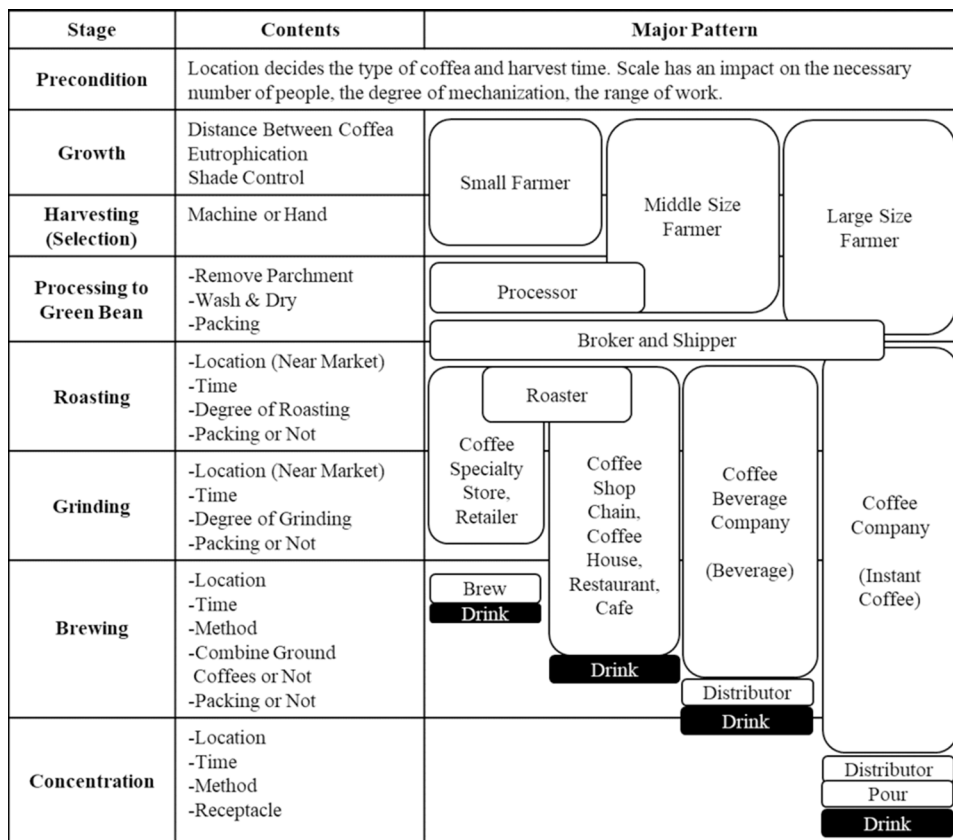 Stage
Contents
Major Pattern
Precondition
Location decides the type of coffea and harvest time. Scale has an impact on the necessary
number of people, the degree of mechanization, the range of work.
Growth
Distance Between Coffea
Eutrophication
Shade Control
Small Farmer
Middle Size
Farmer
Large Size
Farmer
Harvesting
(Selection)
Machine or Hand
Processing to
Green Bean
-Remove Parchment
-Wash & Dry
-Packing
Processor
Broker and Shipper
Roasting
-Location (Near Market)
-Time
-Degree of Roasting
-Packing or Not
Roaster
Coffee
Specialty
Store,
Retailer
Coffee
Shop
Chain,
Coffee
House,
Restaurant,
Cafe
Coffee
Beverage
Company
(Beverage)
Coffee
Company
(Instant
Coffee)
Grinding
-Location (Near Market)
-Time
-Degree of Grinding
-Packing or Not
Brewing
-Location
-Time
-Method
-Combine Ground
Coffees or Not
-Packing or Not
Brew
Drink
Drink
Distributor
Drink
Concentration
-Location
-Time
-Method
-Receptacle
Distributor
Pour
Drink